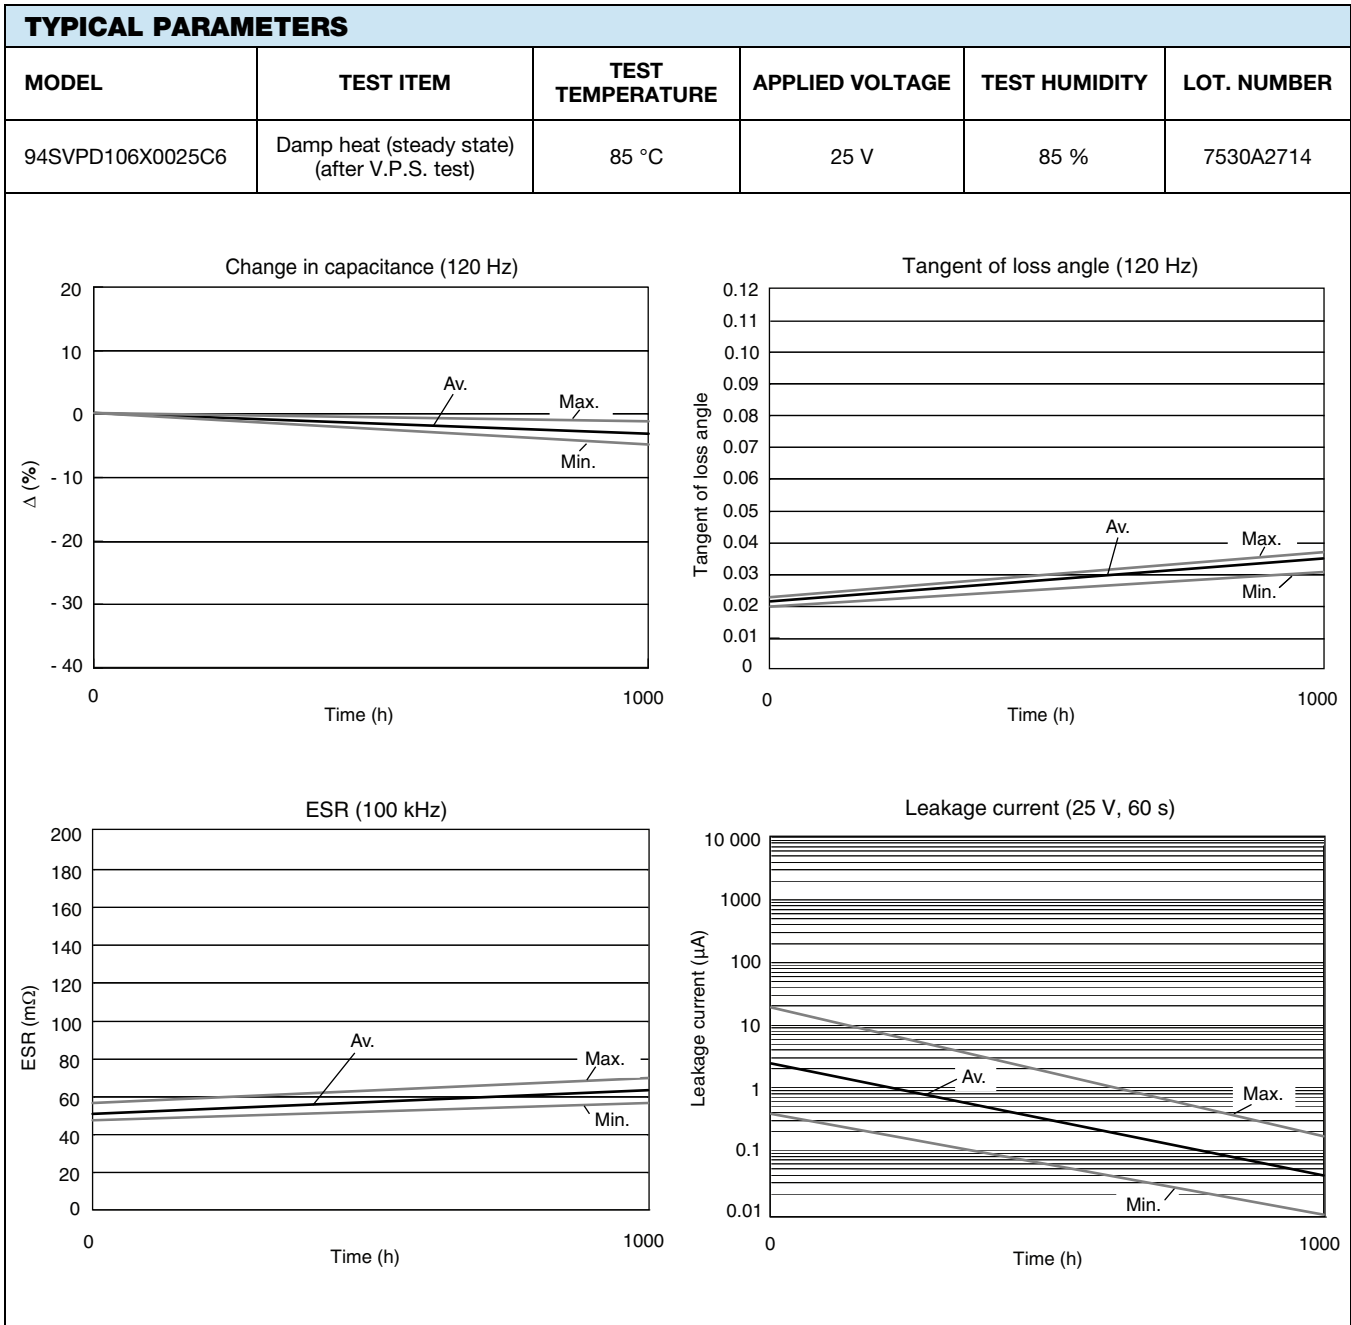 TYPICAL PARAMETERS
MODEL
TEST ITEM
TEST
TEMPERATURE
APPLIED VOLTAGE
TEST HUMIDITY
LOT. NUMBER
94SVPD106X0025C6
Damp heat (steady state)
(after V.P.S. test)
85 °C
25 V
85 %
7530A2714
Change in capacitance (120 Hz)
20
10
0
- 10
- 20
- 30
- 40
Δ (%)
Av.
Max.
Min.
0
1000
Time (h)
Tangent of loss angle (120 Hz)
0.12
0.11
0.10
0.09
0.08
0.07
0.06
0.05
0.04
0.03
0.02
0.01
0
Tangent of loss angle
Av.
Max.
Min.
0
1000
Time (h)
ESR (100 kHz)
200
180
160
140
120
100
80
60
40
20
0
ESR (mΩ)
Av.
Max.
Min.
0
1000
Time (h)
Leakage current (25 V, 60 s)
10 000
1000
100
10
1
0.1
0.01
Leakage current (µA)
Av.
Max.
Min.
0
1000
Time (h)